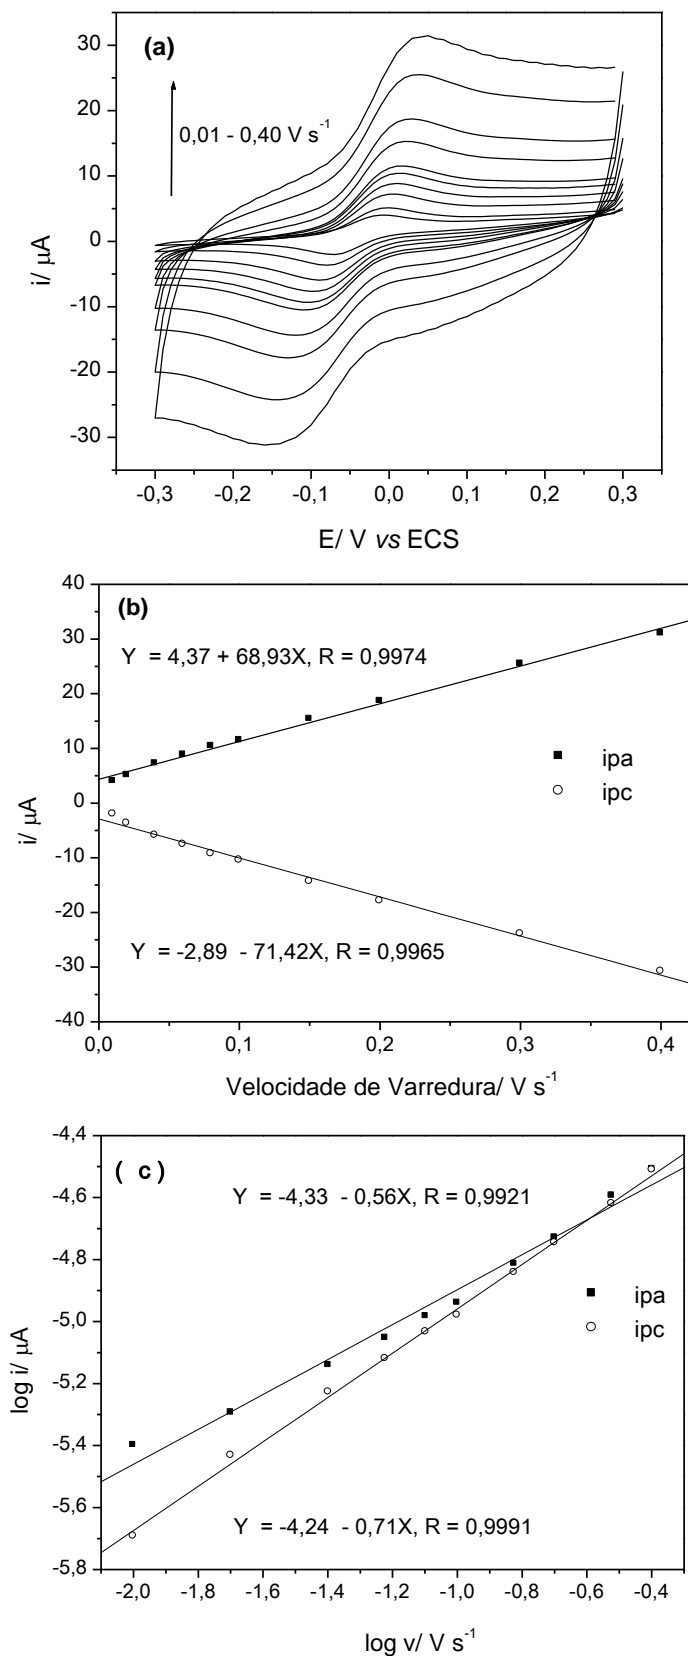 (a)
0,01 - 0,40 V s⁻¹
30
20
10
0
-10
-20
-30
i/ μA
-0,3 -0,2 -0,1 0,0 0,1 0,2 0,3
E/ V vs ECS
(b)
Y = 4,37 + 68,93X, R = 0,9974
ipa
ipc
Y = -2,89 - 71,42X, R = 0,9965
40
30
20
10
0
-10
-20
-30
-40
i/ μA
0,0 0,1 0,2 0,3 0,4
Velocidade de Varredura/ V s⁻¹
( c )
Y = -4,33 - 0,56X, R = 0,9921
ipa
ipc
Y = -4,24 - 0,71X, R = 0,9991
-4,4
-4,6
-4,8
-5,0
-5,2
-5,4
-5,6
-5,8
log i/ μA
-2,0 -1,8 -1,6 -1,4 -1,2 -1,0 -0,8 -0,6 -0,4
log v/ V s⁻¹